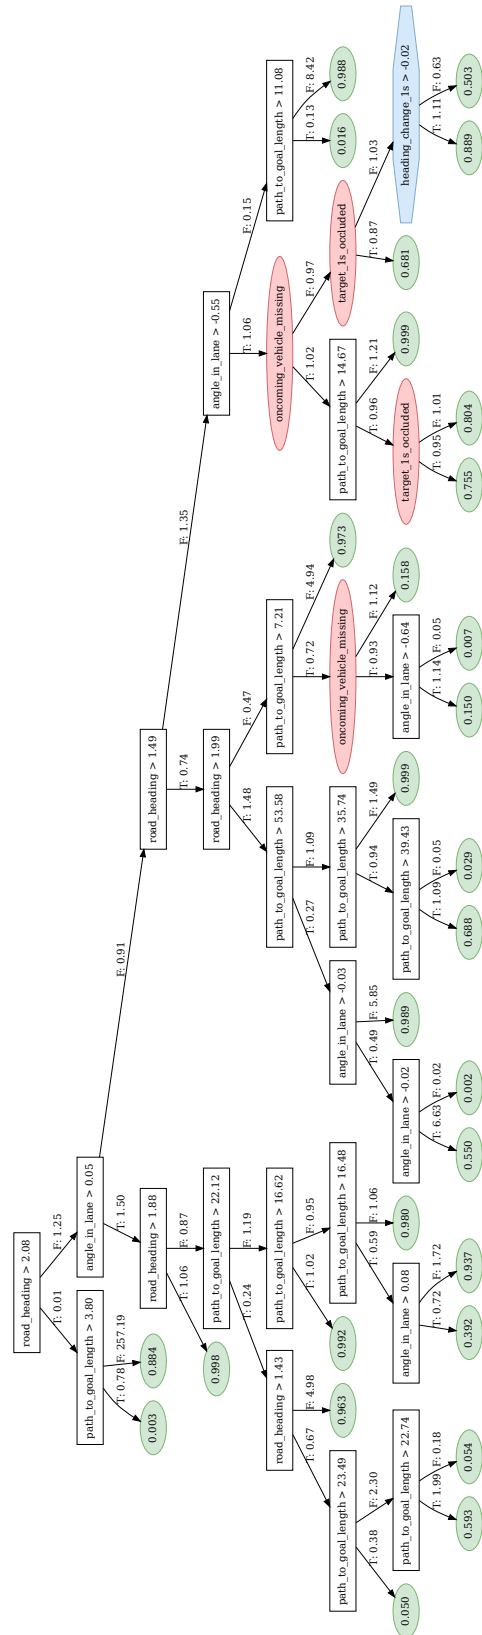 road_heading > 2.08
T: 0.01
F: 1.25
path_to_goal_length > 3.80
angle_in_lane > 0.05
T: 0.78
F: 257.19
T: 1.50
F: 0.91
0.003
0.884
road_heading > 1.88
road_heading > 1.49
T: 1.06
F: 0.87
T: 0.74
F: 1.35
0.998
path_to_goal_length > 22.12
road_heading > 1.99
angle_in_lane > -0.55
T: 0.24
F: 1.19
T: 1.48
F: 0.47
T: 1.06
F: 0.15
road_heading > 1.43
path_to_goal_length > 16.62
path_to_goal_length > 53.58
path_to_goal_length > 7.21
oncoming_vehicle_missing
path_to_goal_length > 11.08
T: 0.67
F: 4.98
T: 1.02
F: 0.95
T: 0.27
F: 1.09
T: 0.72
F: 4.94
T: 1.02
F: 0.97
T: 0.13
F: 8.42
path_to_goal_length > 23.49
0.963
0.992
path_to_goal_length > 16.48
angle_in_lane > -0.03
path_to_goal_length > 35.74
oncoming_vehicle_missing
0.973
path_to_goal_length > 14.67
target_1s_occluded
0.016
0.988
T: 0.38
F: 2.30
T: 0.59
F: 1.06
T: 0.49
F: 5.85
T: 0.94
F: 1.49
T: 0.93
F: 1.12
T: 0.96
F: 1.21
T: 0.87
F: 1.03
0.050
path_to_goal_length > 22.74
angle_in_lane > 0.08
0.980
angle_in_lane > -0.02
0.989
path_to_goal_length > 39.43
0.999
angle_in_lane > -0.64
0.158
target_1s_occluded
0.999
0.681
heading_change_1s > -0.02
T: 1.99
F: 0.18
T: 0.72
F: 1.72
T: 6.63
F: 0.02
T: 1.09
F: 0.05
T: 1.14
F: 0.05
T: 0.95
F: 1.01
T: 1.11
F: 0.63
0.593
0.054
0.392
0.937
0.550
0.002
0.688
0.029
0.150
0.007
0.755
0.804
0.889
0.503